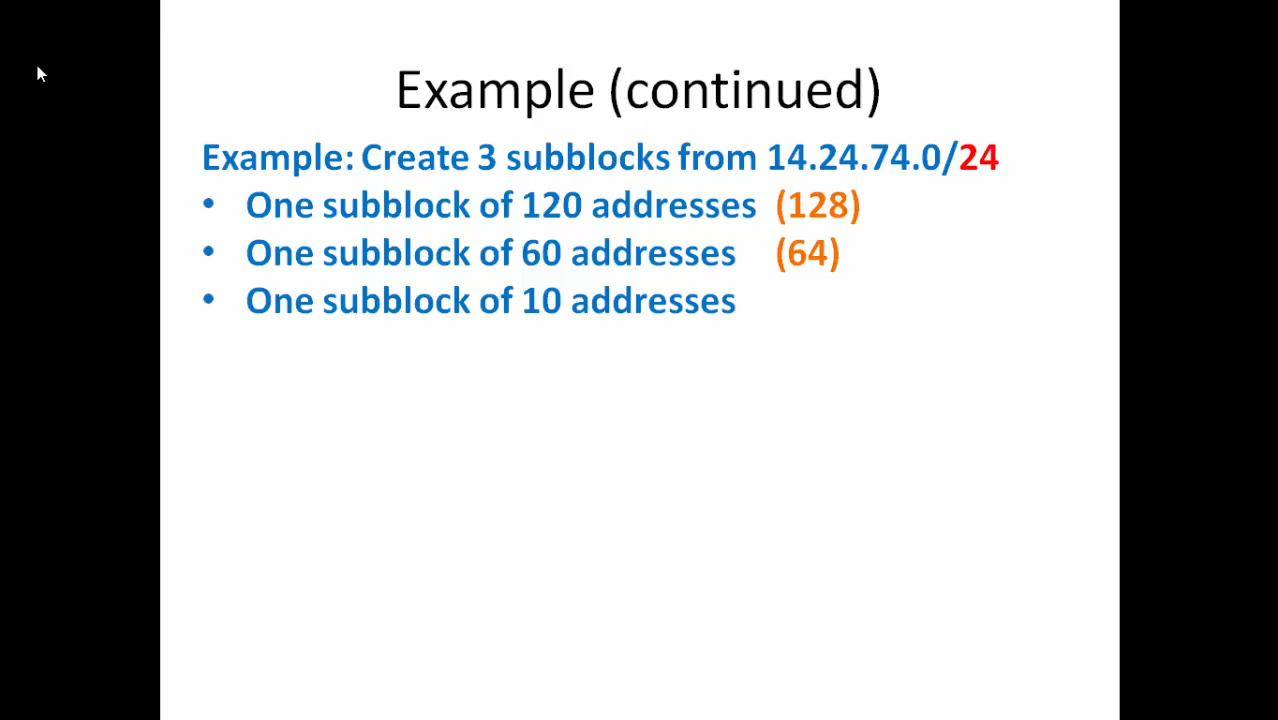 Example (continued)
Example: Create 3 subblocks from 14.24.74.0/24
• One subblock of 120 addresses (128)
• One subblock of 60 addresses (64)
• One subblock of 10 addresses